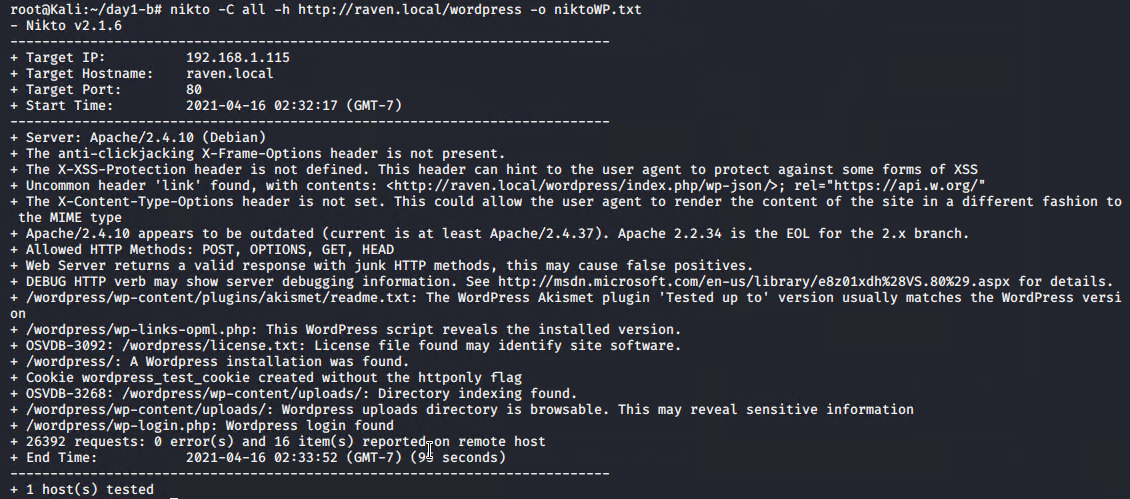 root@Kali:~/day1-b# nikto -C all -h http://raven.local/wordpress -o niktoWP.txt
- Nikto v2.1.6
---------------------------------------------------------------------------
+ Target IP:          192.168.1.115
+ Target Hostname:    raven.local
+ Target Port:        80
+ Start Time:         2021-04-16 02:32:17 (GMT-7)
---------------------------------------------------------------------------
+ Server: Apache/2.4.10 (Debian)
+ The anti-clickjacking X-Frame-Options header is not present.
+ The X-XSS-Protection header is not defined. This header can hint to the user agent to protect against some forms of XSS
+ Uncommon header 'link' found, with contents: <http://raven.local/wordpress/index.php/wp-json/>; rel="https://api.w.org/"
+ The X-Content-Type-Options header is not set. This could allow the user agent to render the content of the site in a different fashion to
 the MIME type
+ Apache/2.4.10 appears to be outdated (current is at least Apache/2.4.37). Apache 2.2.34 is the EOL for the 2.x branch.
+ Allowed HTTP Methods: POST, OPTIONS, GET, HEAD
+ Web Server returns a valid response with junk HTTP methods, this may cause false positives.
+ DEBUG HTTP verb may show server debugging information. See http://msdn.microsoft.com/en-us/library/e8z01xdh%28VS.80%29.aspx for details.
+ /wordpress/wp-content/plugins/akismet/readme.txt: The WordPress Akismet plugin 'Tested up to' version usually matches the WordPress versi
on
+ /wordpress/wp-links-opml.php: This WordPress script reveals the installed version.
+ OSVDB-3092: /wordpress/license.txt: License file found may identify site software.
+ /wordpress/: A Wordpress installation was found.
+ Cookie wordpress_test_cookie created without the httponly flag
+ OSVDB-3268: /wordpress/wp-content/uploads/: Directory indexing found.
+ /wordpress/wp-content/uploads/: Wordpress uploads directory is browsable. This may reveal sensitive information
+ /wordpress/wp-login.php: Wordpress login found
+ 26392 requests: 0 error(s) and 16 item(s) reported on remote host
+ End Time:           2021-04-16 02:33:52 (GMT-7) (95 seconds)
---------------------------------------------------------------------------
+ 1 host(s) tested